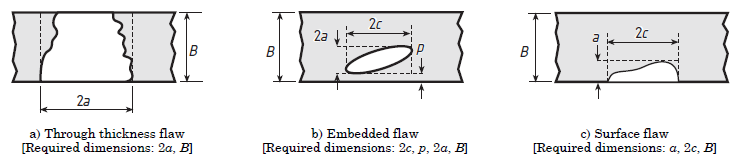 B
2a
a) Through thickness flaw
[Required dimensions: 2a, B]
2c
2a
B
p
b) Embedded flaw
[Required dimensions: 2c, p, 2a, B]
2c
a
B
c) Surface flaw
[Required dimensions: a, 2c, B]